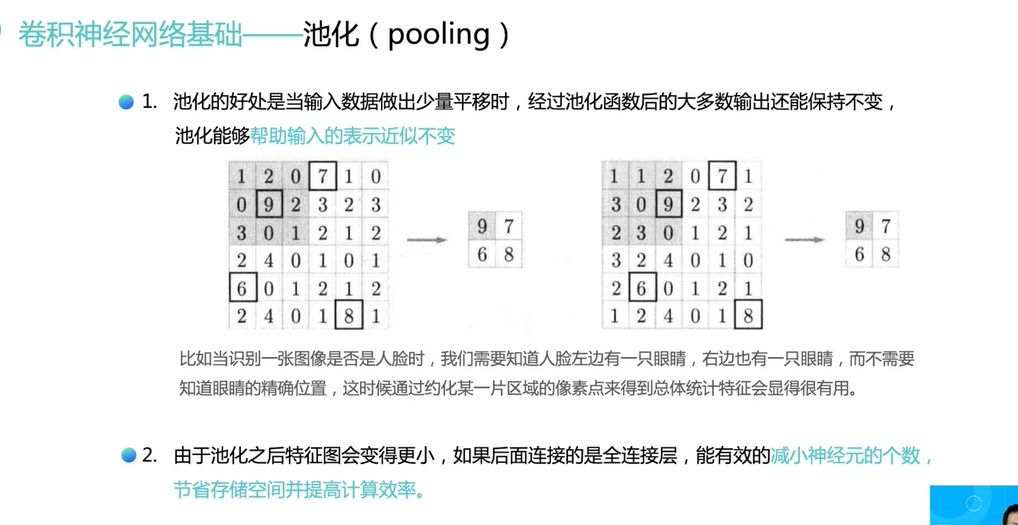 卷积神经网络基础——池化（pooling）
1. 池化的好处是当输入数据做出少量平移时，经过池化函数后的大多数输出还能保持不变，
池化能够帮助输入的表示近似不变
1 2 0 7 1 0 1 1 2 0 7 1
0 9 2 3 2 3 3 0 9 2 3 2
3 0 1 2 1 2 9 7 2 3 0 1 2 1 9 7
2 4 0 1 0 1 6 8 3 2 4 0 1 0 6 8
6 0 1 2 1 2 2 6 0 1 2 1
2 4 0 1 8 1 1 2 4 0 1 8
比如当识别一张图像是否是人脸时，我们需要知道人脸左边有一只眼睛，右边也有一只眼睛，而不需要
知道眼睛的精确位置，这时候通过约化某一片区域的像素点来得到总体统计特征会显得很有用。
2. 由于池化之后特征图会变得更小，如果后面连接的是全连接层，能有效的减小神经元的个数，
节省存储空间并提高计算效率。